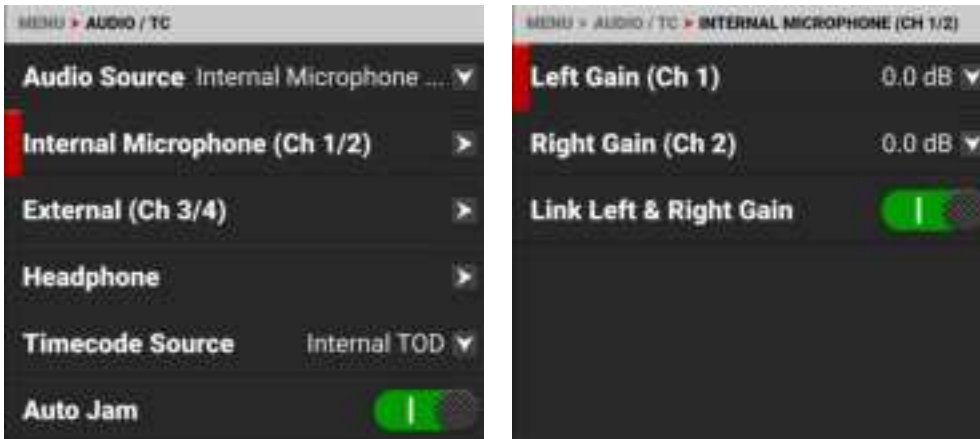 MENU ► AUDIO / TC
Audio Source Internal Microphone ....
Internal Microphone (Ch 1/2)
External (Ch 3/4)
Headphone
Timecode Source Internal TOD
Auto Jam
MENU ► AUDIO / TC ► INTERNAL MICROPHONE (CH 1/2)
Left Gain (Ch 1) 0.0 dB
Right Gain (Ch 2) 0.0 dB
Link Left & Right Gain